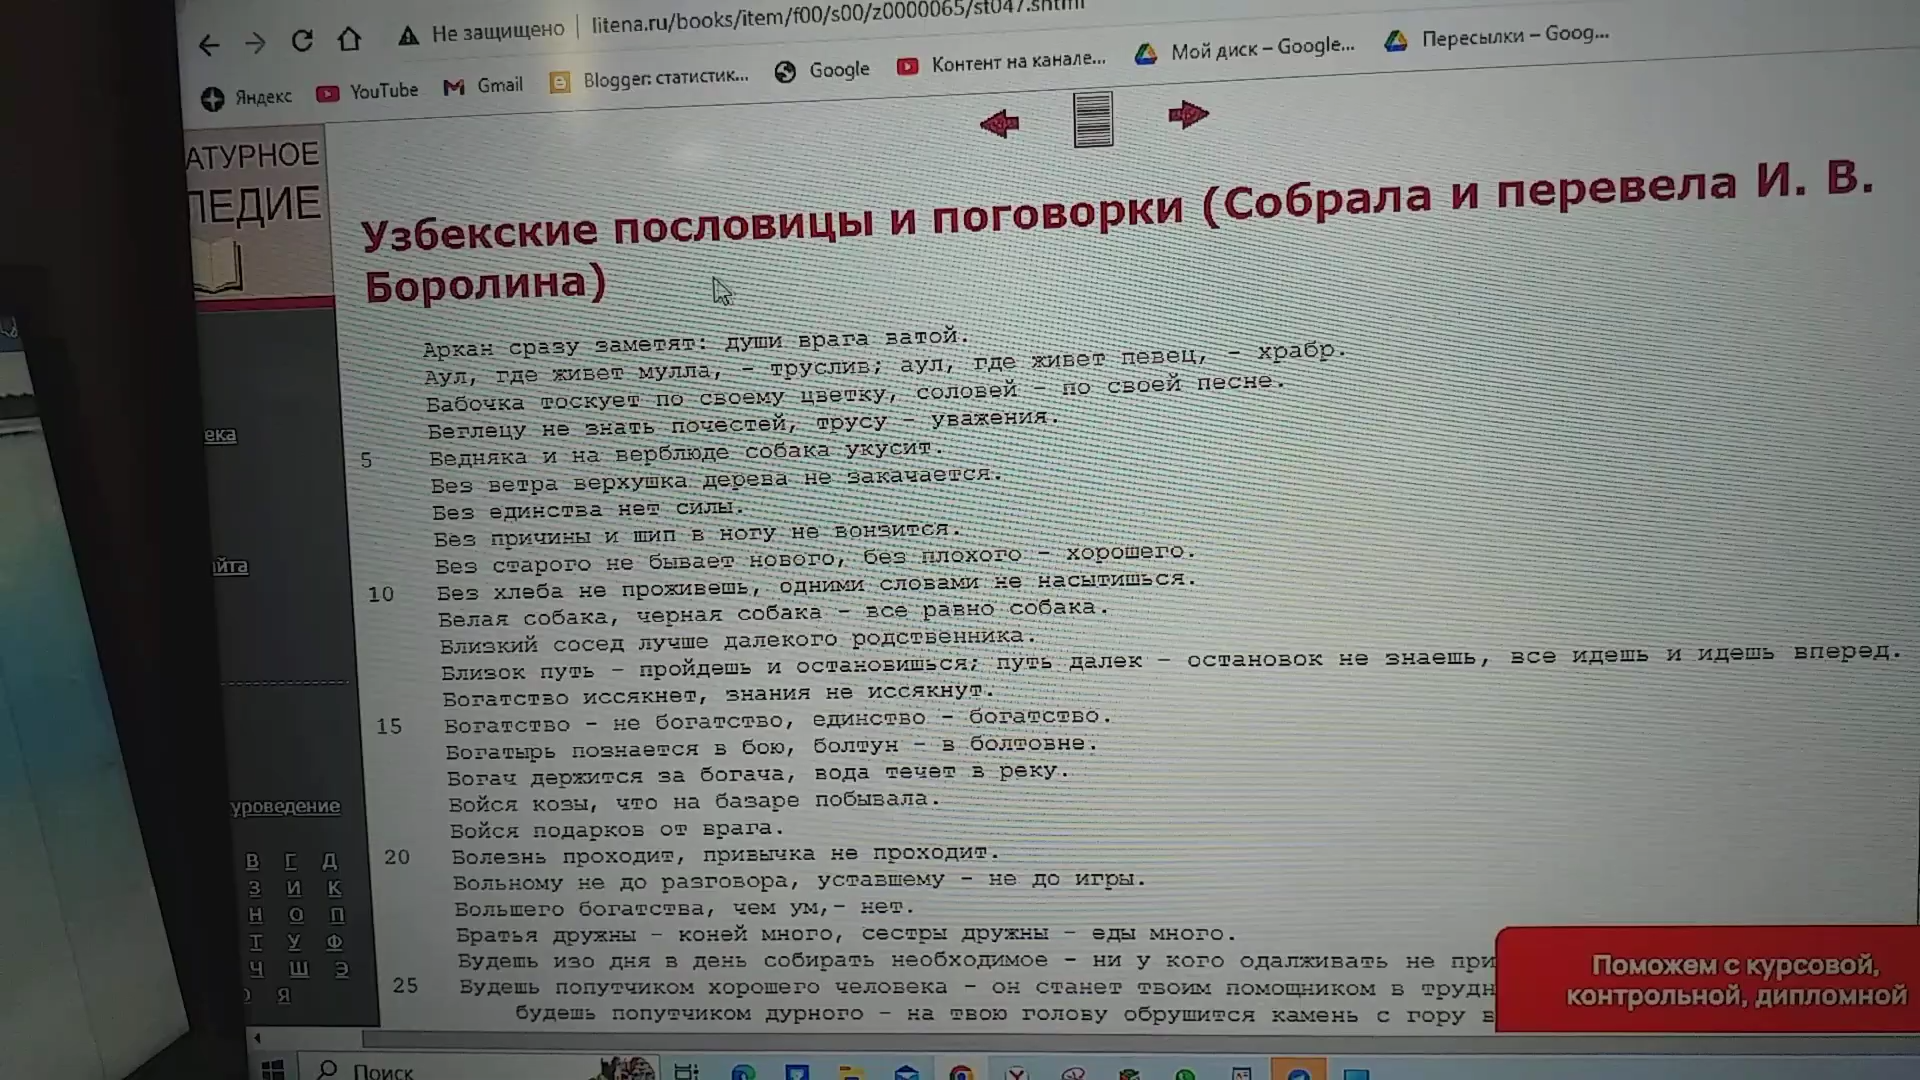 Не защищено litena.ru/books/item/f00/s00/z0000065/st047.shtml
Яндекс YouTube Gmail Blogger: статистик... Google Контент на канале... Мой диск – Google... Пересылки – Goog...
АТУРНОЕ
ЛЕДИЕ
Узбекские пословицы и поговорки (Собрала и перевела И. В.
Боролина)
Аркан сразу заметят: души врага ватой.
Аул, где живет мулла, - труслив; аул, где живет певец, - храбр.
Бабочка тоскует по своему цветку, соловей - по своей песне.
Беглецу не знать почестей, трусу - уважения.
5 Бедняка и на верблюде собака укусит.
Без ветра верхушка дерева не закачается.
Без единства нет силы.
Без причины и шип в ногу не вонзится.
Без старого не бывает нового, без плохого - хорошего.
10 Без хлеба не проживешь, одними словами не насытишься.
Белая собака, черная собака - все равно собака.
Близкий сосед лучше далекого родственника.
Близок путь - пройдешь и остановишься; путь далек - остановок не знаешь, все идешь и идешь вперед.
Богатство иссякнет, знания не иссякнут.
15 Богатство - не богатство, единство - богатство.
Богатырь познается в бою, болтун - в болтовне.
Богач держится за богача, вода течет в реку.
Бойся козы, что на базаре побывала.
Бойся подарков от врага.
20 Болезнь проходит, привычка не проходит.
Больному не до разговора, уставшему - не до игры.
Большего богатства, чем ум,- нет.
Братья дружны - коней много, сестры дружны - еды много.
Будешь изо дня в день собирать необходимое - ни у кого одалживать не при
25 Будешь попутчиком хорошего человека - он станет твоим помощником в трудн
будешь попутчиком дурного - на твою голову обрушится камень с гору в
ека
йта
уроведение
В Г Д
З И К
Н О П
Т У Ф
Ч Ш Э
Я
Поможем с курсовой,
контрольной, дипломной
Поиск